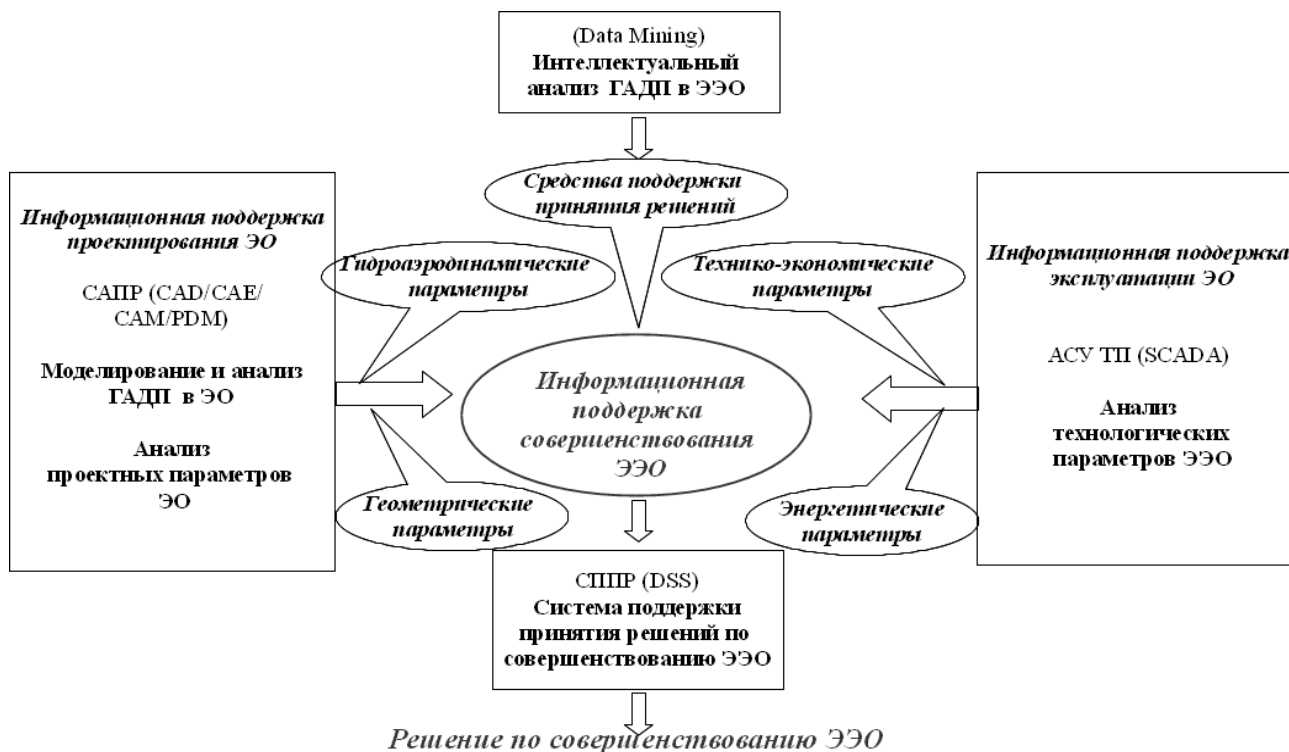 (Data Mining)
Интеллектуальный
анализ ГАДП в ЭЭО
Средства поддержки
принятия решений
Информационная поддержка
проектирования ЭО
САПР (CAD/CAE/
CAM/PDM)
Моделирование и анализ
ГАДП в ЭО
Анализ
проектных параметров
ЭО
Гидроаэродинамические
параметры
Технико-экономические
параметры
Информационная поддержка
эксплуатации ЭО
АСУ ТП (SCADA)
Анализ
технологических
параметров ЭЭО
Информационная
поддержка
совершенствования
ЭЭО
Геометрические
параметры
Энергетические
параметры
СППР (DSS)
Система поддержки
принятия решений по
совершенствованию ЭЭО
Решение по совершенствованию ЭЭО